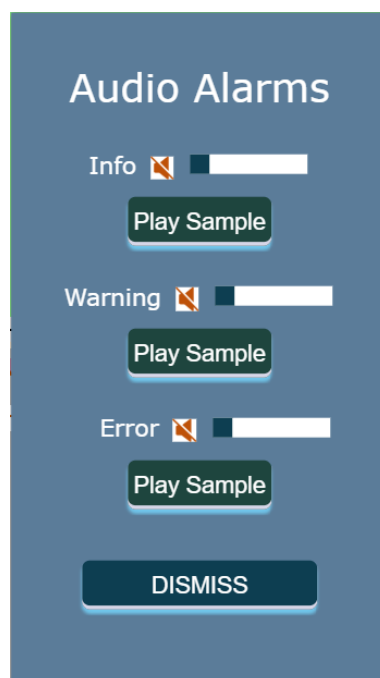 Audio Alarms
Info
Play Sample
Warning
Play Sample
Error
Play Sample
DISMISS